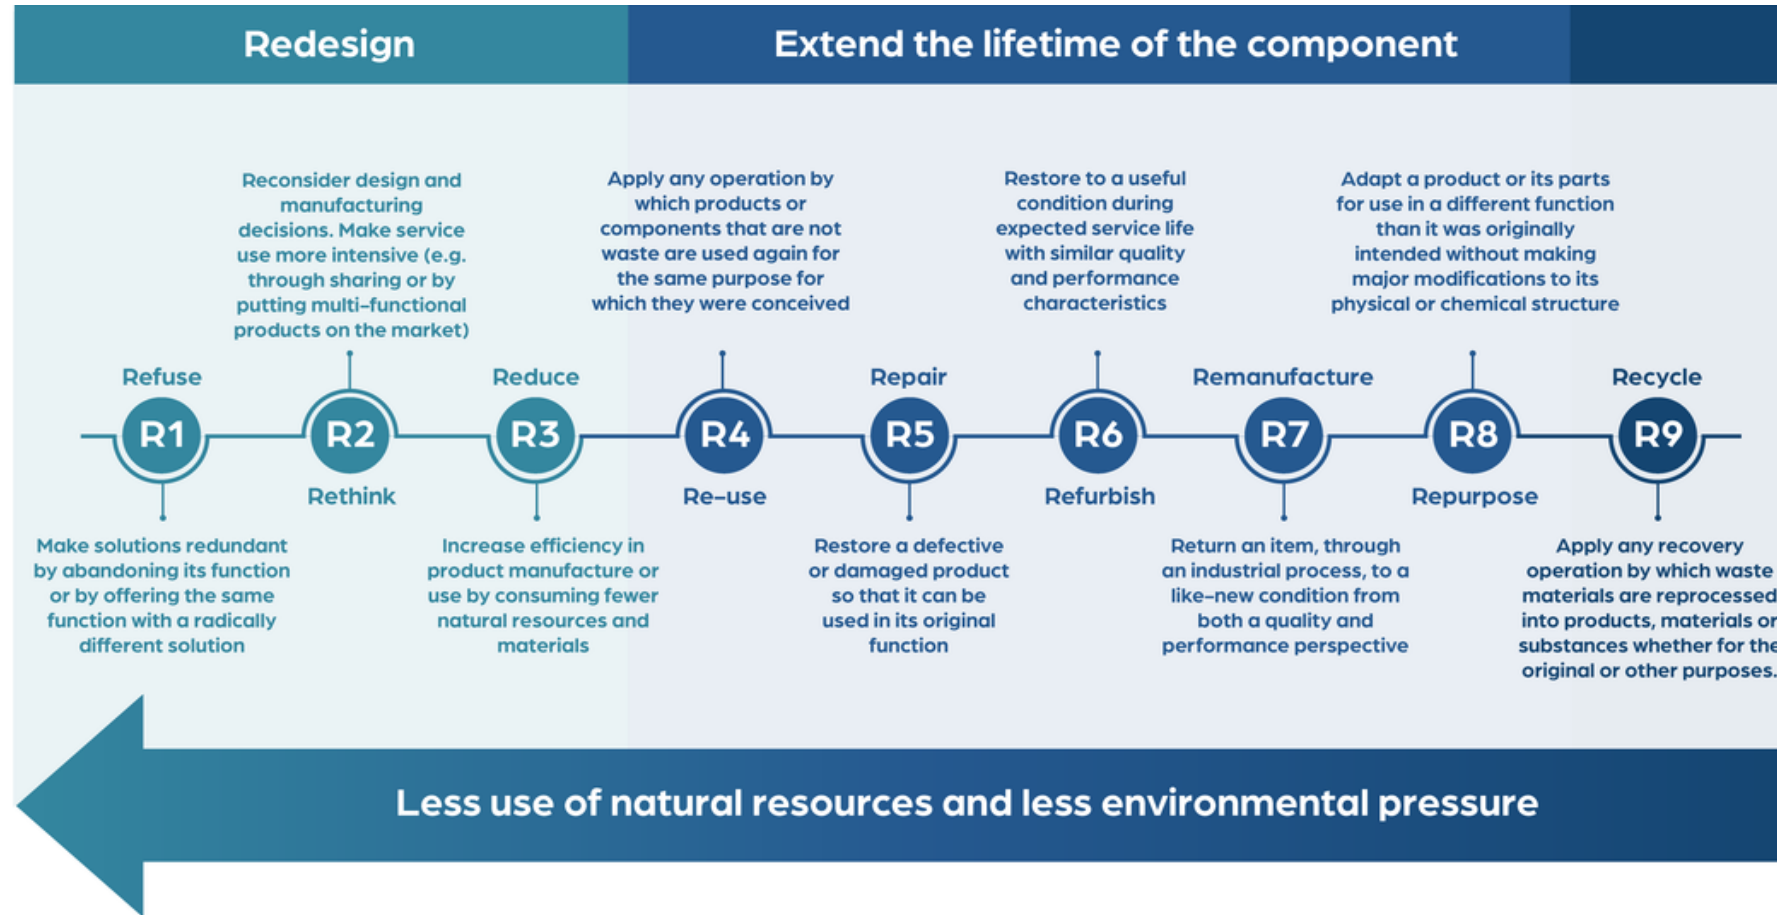 Redesign
Extend the lifetime of the component
Reconsider design and
manufacturing
decisions. Make service
use more intensive (e.g.
through sharing or by
putting multi-functional
products on the market)
Apply any operation by
which products or
components that are not
waste are used again for
the same purpose for
which they were conceived
Restore to a useful
condition during
expected service life
with similar quality
and performance
characteristics
Adapt a product or its parts
for use in a different function
than it was originally
intended without making
major modifications to its
physical or chemical structure
Refuse
Reduce
Repair
Remanufacture
Recycle
R1
R2
R3
R4
R5
R6
R7
R8
R9
Rethink
Re-use
Refurbish
Repurpose
Make solutions redundant
by abandoning its function
or by offering the same
function with a radically
different solution
Increase efficiency in
product manufacture or
use by consuming fewer
natural resources and
materials
Restore a defective
or damaged product
so that it can be
used in its original
function
Return an item, through
an industrial process, to a
like-new condition from
both a quality and
performance perspective
Apply any recovery
operation by which waste
materials are reprocessed
into products, materials or
substances whether for the
original or other purposes.
Less use of natural resources and less environmental pressure